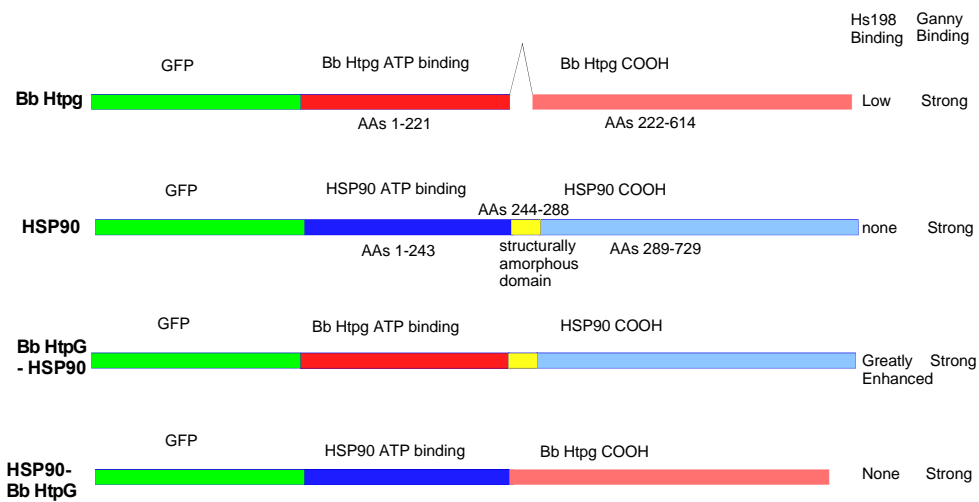 Hs198 Ganny
Binding Binding
GFP Bb Htpg ATP binding Bb Htpg COOH
Bb Htpg Low Strong
AAs 1-221 AAs 222-614
GFP HSP90 ATP binding HSP90 COOH
AAs 244-288
HSP90 none Strong
AAs 1-243 structurally AAs 289-729
amorphous
domain
GFP Bb Htpg ATP binding HSP90 COOH
Bb HtpG
- HSP90 Greatly Strong
Enhanced
GFP HSP90 ATP binding Bb Htpg COOH
HSP90- None Strong
Bb HtpG